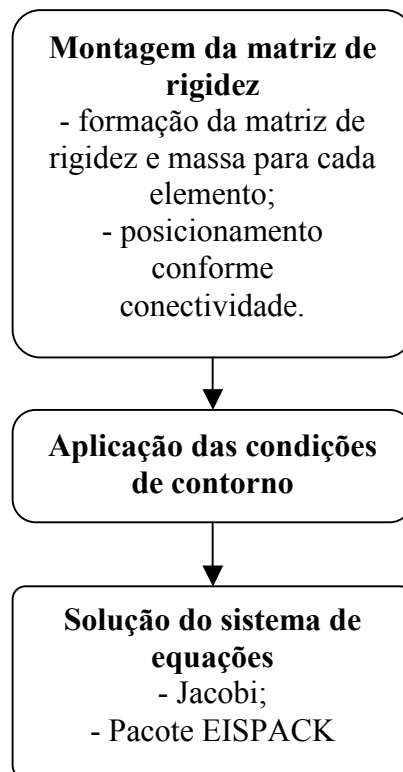 Montagem da matriz de
rigidez
- formação da matriz de
rigidez e massa para cada
elemento;
- posicionamento
conforme
conectividade.
Aplicação das condições
de contorno
Solução do sistema de
equações
- Jacobi;
- Pacote EISPACK